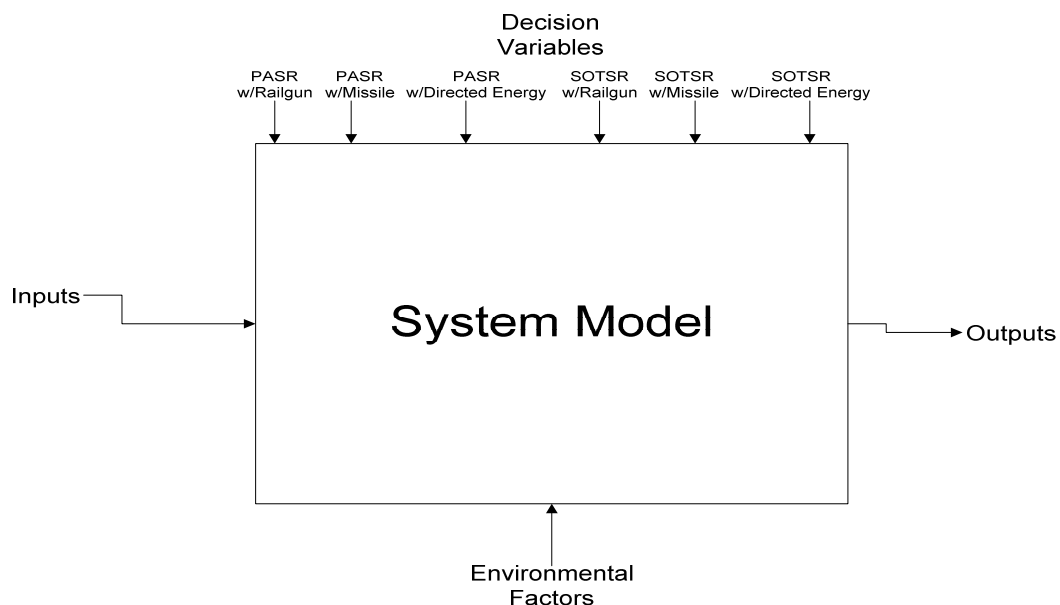 Decision
Variables
PASR
w/Railgun
PASR
w/Missile
PASR
w/Directed Energy
SOTSR
w/Railgun
SOTSR
w/Missile
SOTSR
w/Directed Energy
Inputs
System Model
Outputs
Environmental
Factors